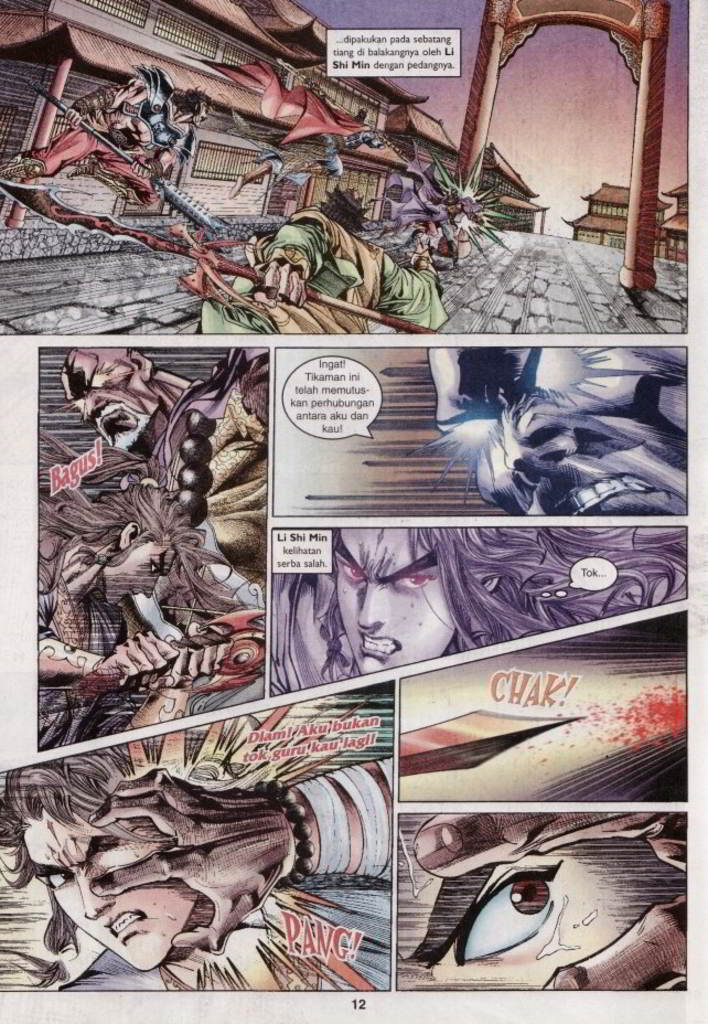 ...dipakukan pada sebatang
tiang di balakangnya oleh Li
Shi Min dengan pedangnya.
Bagus!
Ingat!
Tikaman ini
telah memutus-
kan perhubungan
antara aku dan
kau!
Li Shi Min
kelihatan
serba salah.
Tok...
CHAK!
Diam! Aku bukan
tok guru kau lagi!
PANG!
12